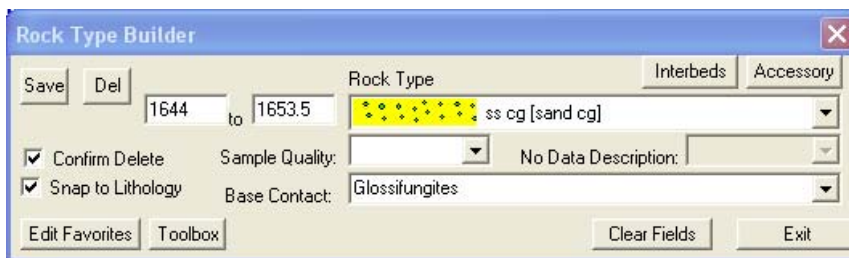 Rock Type Builder
Save Del Rock Type Interbeds Accessory
1644 to 1653.5 ss cg [sand cg]
Confirm Delete Sample Quality: No Data Description:
Snap to Lithology Base Contact: Glossifungites
Edit Favorites Toolbox Clear Fields Exit